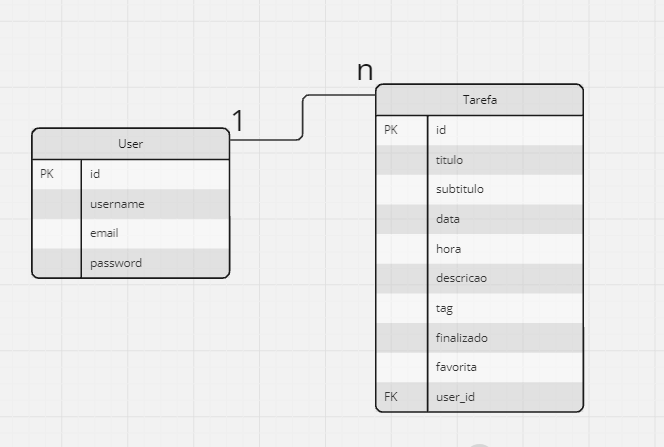 n
1
User
PK id
username
email
password
Tarefa
PK id
titulo
subtitulo
data
hora
descricao
tag
finalizado
favorita
FK user_id